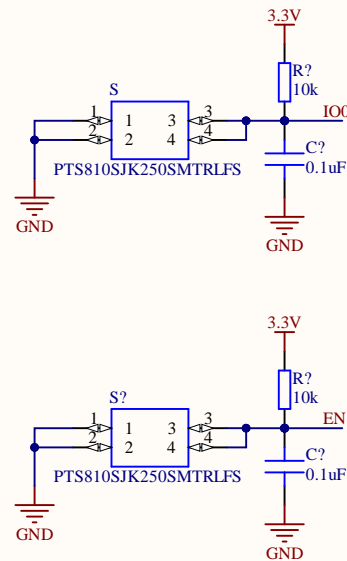 3.3V
S
R?
10k
1 1 3 3
IO0
2 2 4 4
C?
0.1uF
PTS810SJK250SMTRLFS
GND
GND
3.3V
S?
R?
10k
1 1 3 3
EN
2 2 4 4
C?
0.1uF
PTS810SJK250SMTRLFS
GND
GND